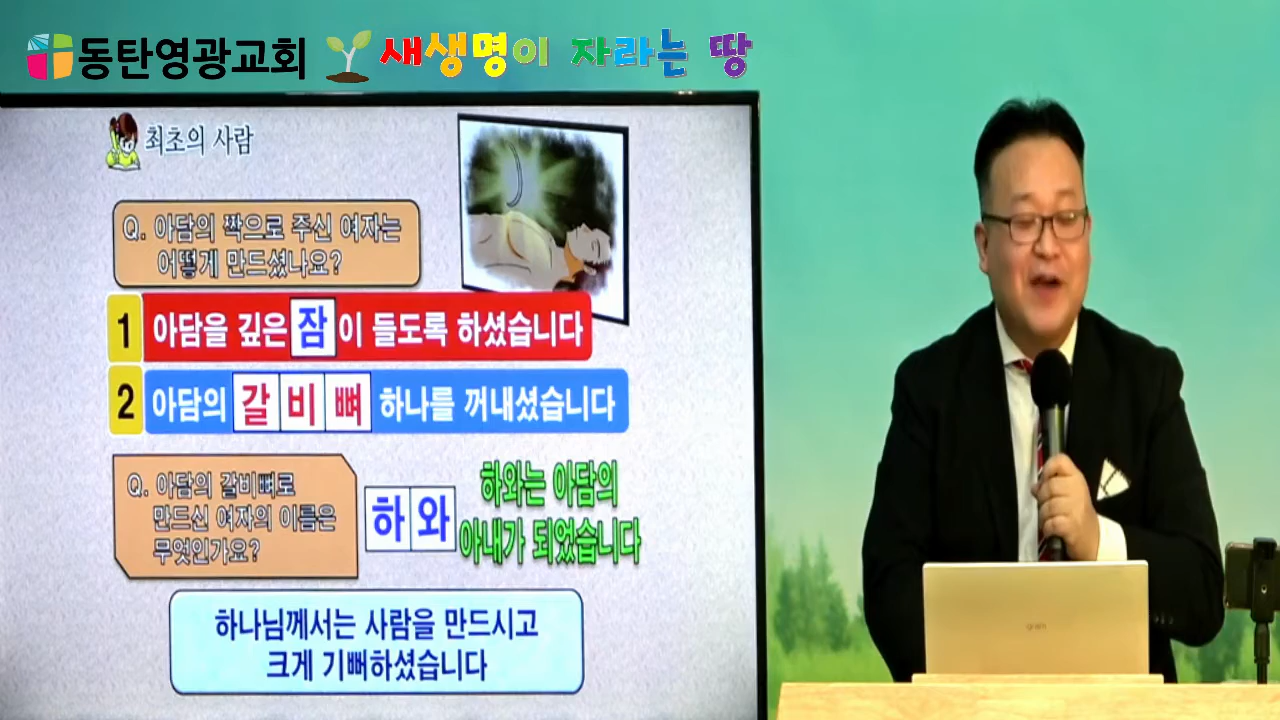 동탄영광교회 새생명이 자라는 땅
최초의 사람
Q. 아담의 짝으로 주신 여자는
어떻게 만드셨나요?
1 아담을 깊은 잠이 들도록 하셨습니다
2 아담의 갈비뼈 하나를 꺼내셨습니다
Q. 아담의 갈비뼈로
만드신 여자의 이름은
무엇인가요?
하와
하와는 아담의
아내가 되었습니다
하나님께서는 사람을 만드시고
크게 기뻐하셨습니다
gram